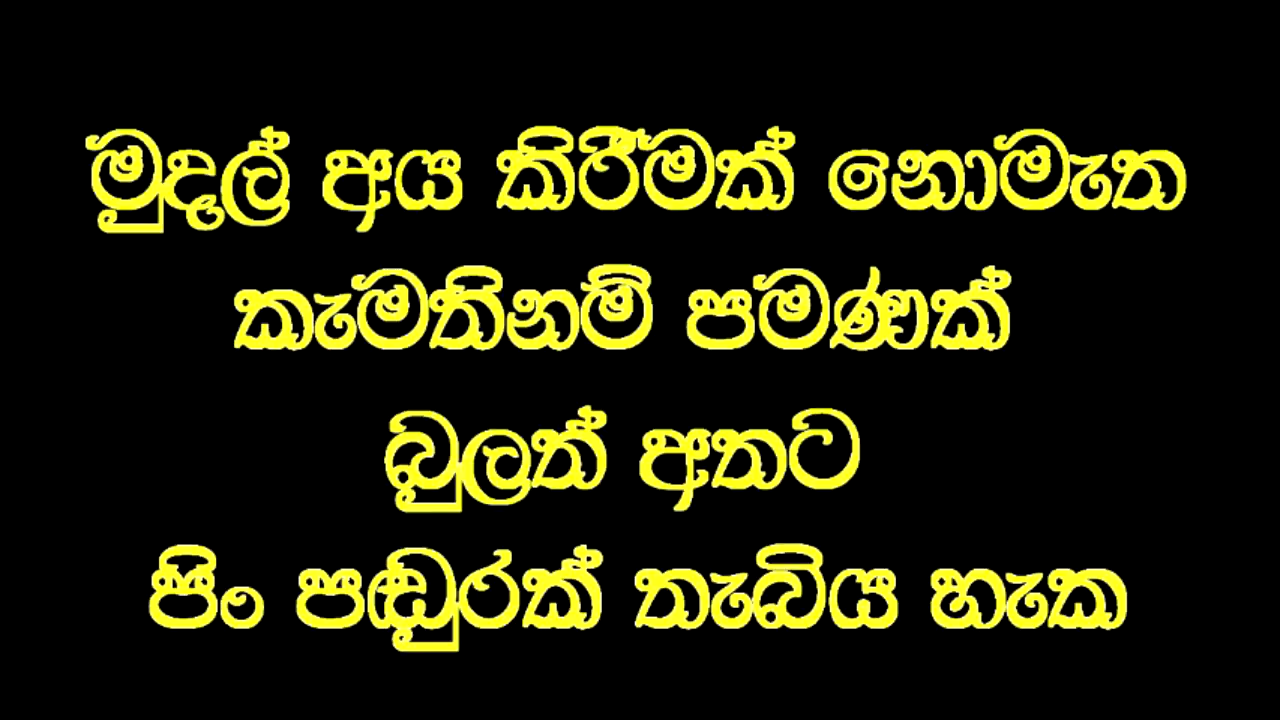 මුදල් අය කිරීමක් නොමැත
කැමතිනම් පමණක්
බුලත් අතට
පිං පඬුරක් තැබිය හැක